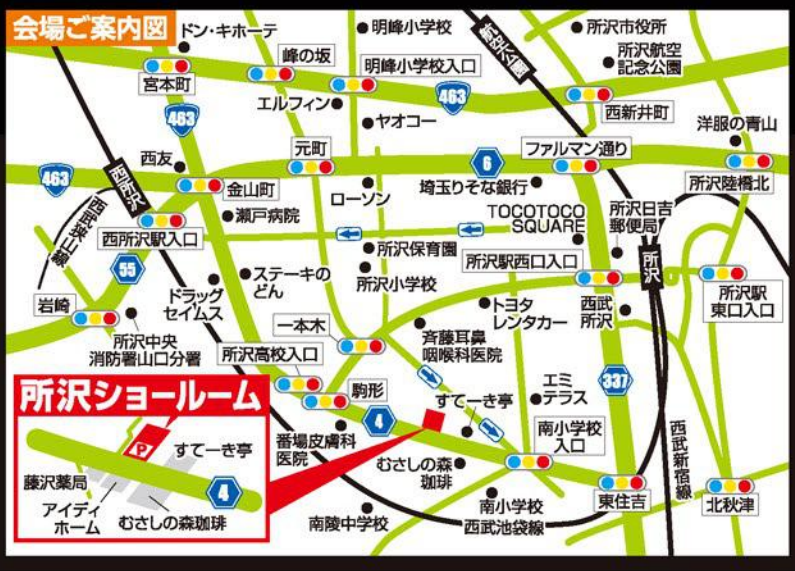 会場ご案内図
ドン・キホーテ
明峰小学校
航空公園
所沢市役所
峰の坂
明峰小学校入口
所沢航空
記念公園
宮本町
エルフィン
463
西新井町
463
ヤオコー
洋服の青山
元町
ファルマン通り
西友
6
463
西所沢
金山町
ローソン
埼玉りそな銀行
所沢陸橋北
瀬戸病院
TOCOTOCO
SQUARE
所沢日吉
郵便局
西武狭山線
西所沢駅入口
所沢保育園
所沢駅西口入口
所沢
55
ステーキの
どん
所沢小学校
ドラッグ
セイムス
トヨタ
レンタカー
西武
所沢
所沢駅
東口入口
岩崎
所沢中央
消防署山口分署
一本木
斉藤耳鼻
咽喉科医院
所沢高校入口
337
所沢ショールーム
駒形
エミ
テラス
すてーき亭
4
P
すてーき亭
番場皮膚科
医院
南小学校
入口
西武新宿線
藤沢薬局
むさしの森
珈琲
4
アイディ
ホーム
むさしの森珈琲
南小学校
東住吉
北秋津
南陵中学校
西武池袋線